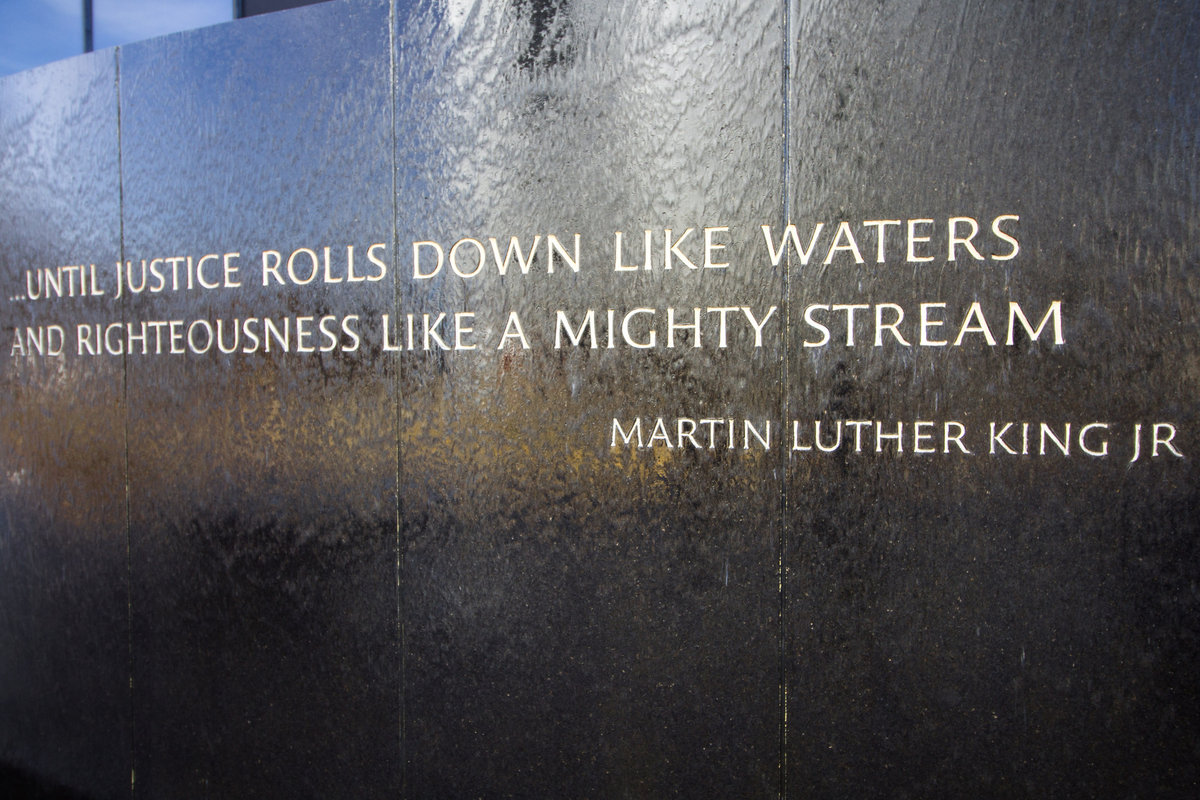 ...UNTIL JUSTICE ROLLS DOWN LIKE WATERS
AND RIGHTEOUSNESS LIKE A MIGHTY STREAM
MARTIN LUTHER KING JR